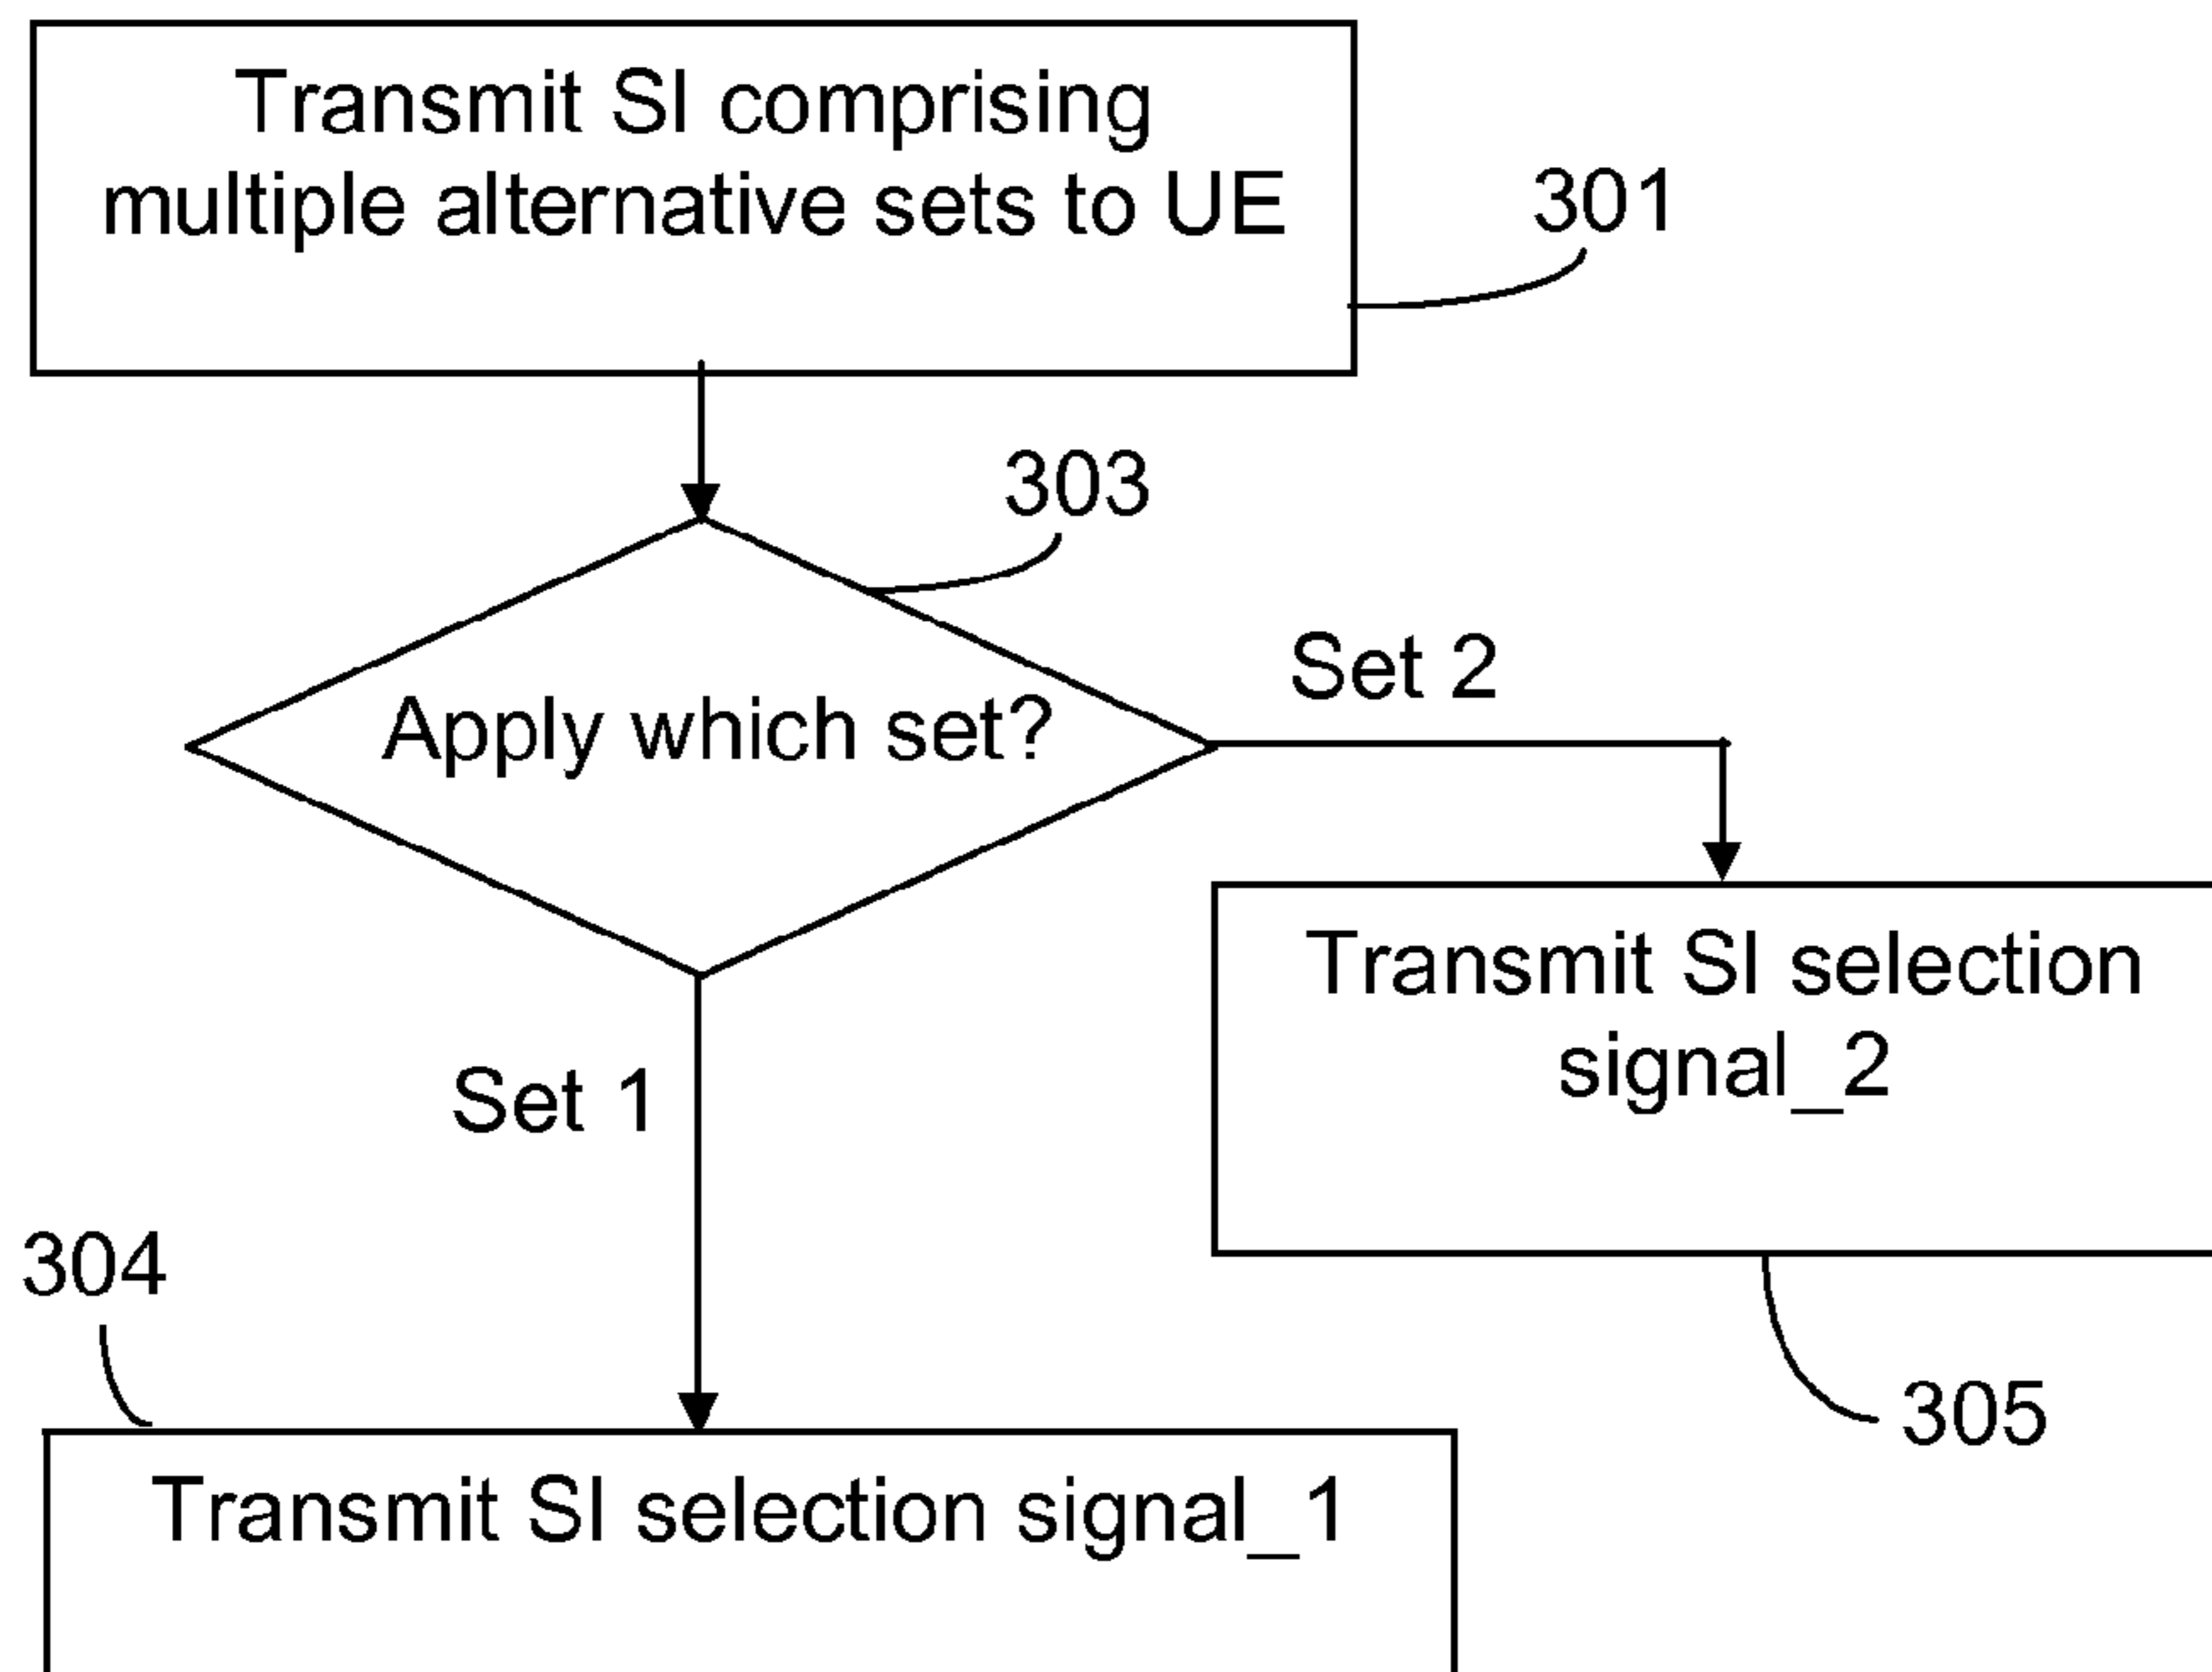 Transmit SI comprising
multiple alternative sets to UE
301
303
Apply which set?
Set 2
Transmit SI selection
signal_2
Set 1
304
305
Transmit SI selection signal_1